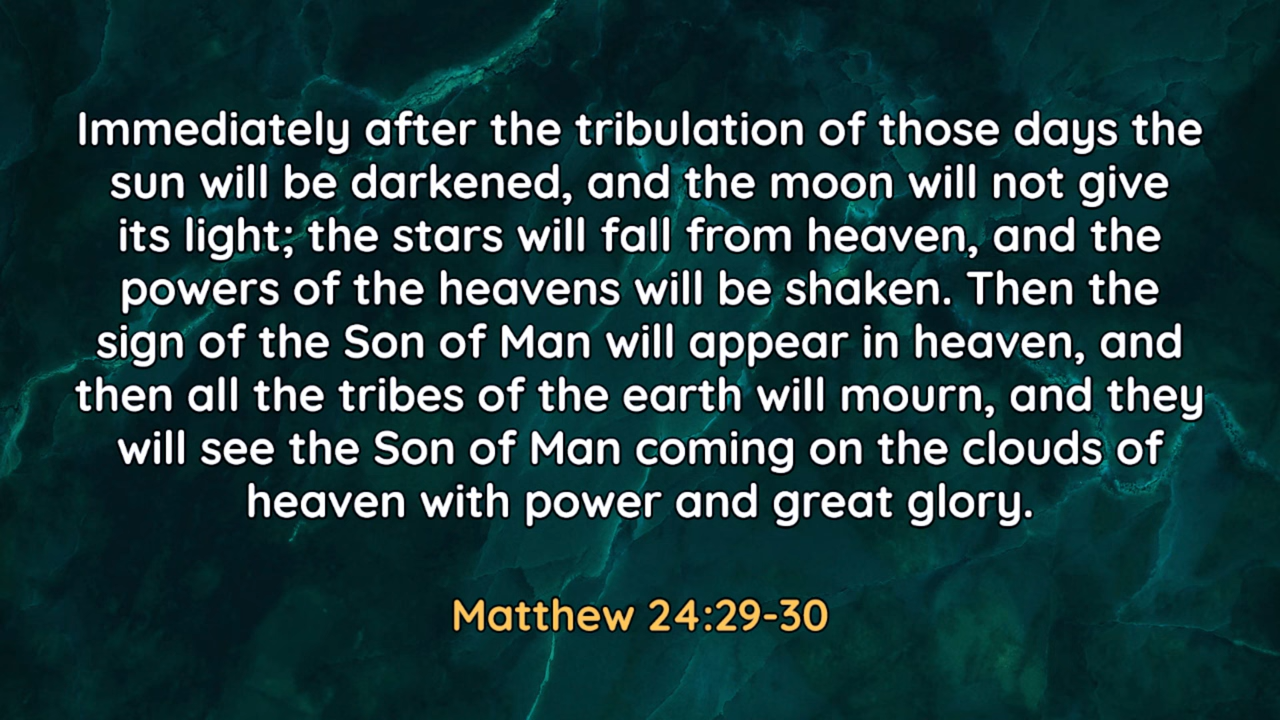 Immediately after the tribulation of those days the
sun will be darkened, and the moon will not give
its light; the stars will fall from heaven, and the
powers of the heavens will be shaken. Then the
sign of the Son of Man will appear in heaven, and
then all the tribes of the earth will mourn, and they
will see the Son of Man coming on the clouds of
heaven with power and great glory.
Matthew 24:29-30